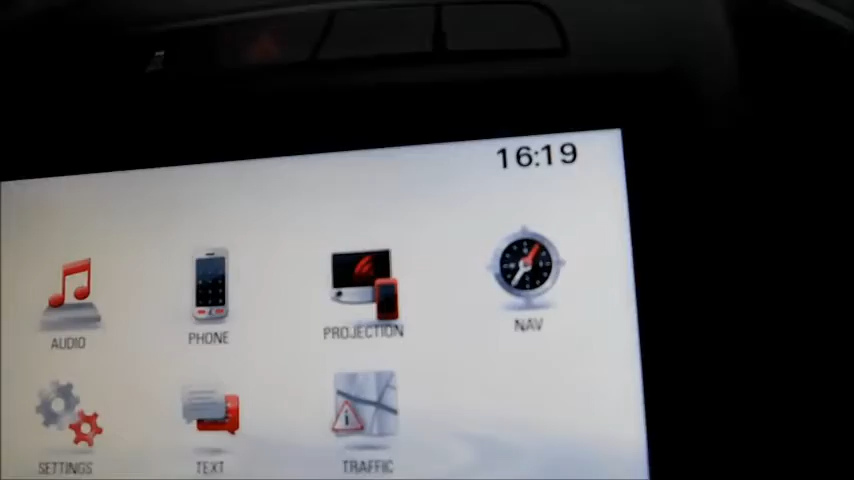 16:19
AUDIO
PHONE
PROJECTION
NAV
SETTINGS
TEXT
TRAFFIC